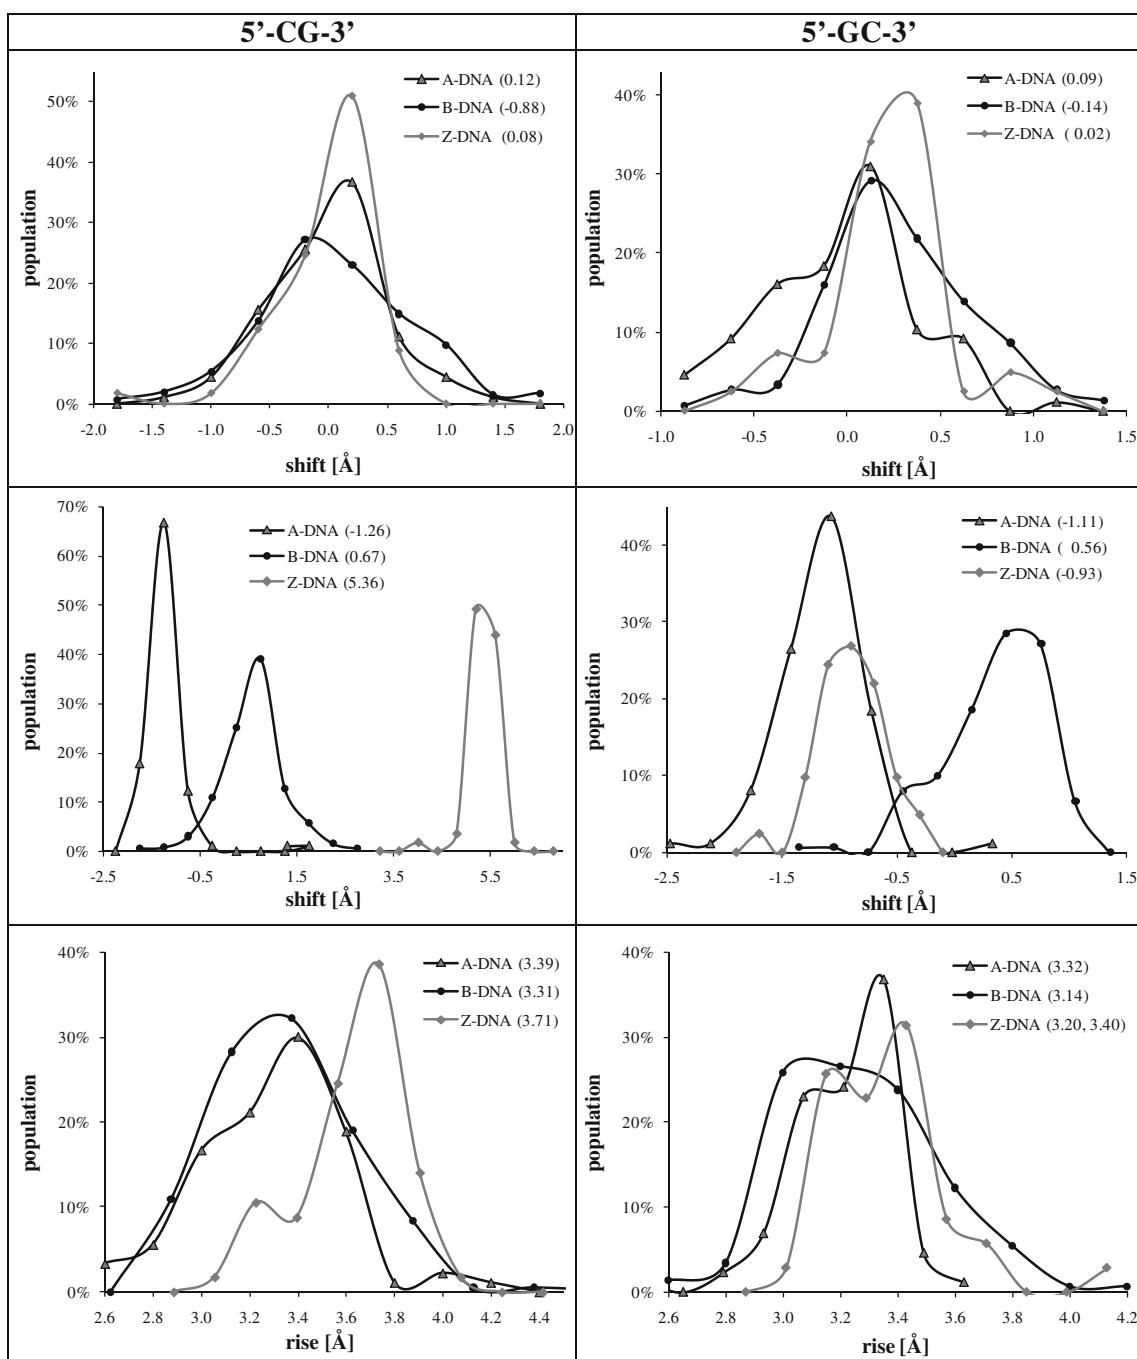 5’-CG-3’
5’-GC-3’
A-DNA (0.12)
B-DNA (-0.88)
Z-DNA (0.08)
50%
40%
30%
20%
10%
0%
population
-2.0 -1.0 -0.5 0.0 0.5 1.0 1.5 2.0
shift [Å]
A-DNA (0.09)
B-DNA (-0.14)
Z-DNA ( 0.02)
40%
30%
20%
10%
0%
population
-1.0 -0.5 0.0 0.5 1.0 1.5
shift [Å]
A-DNA (-1.26)
B-DNA (0.67)
Z-DNA (5.36)
70%
60%
50%
40%
30%
20%
10%
0%
population
-2.5 -0.5 1.5 3.5 5.5
shift [Å]
A-DNA (-1.11)
B-DNA ( 0.56)
Z-DNA (-0.93)
40%
30%
20%
10%
0%
population
-2.5 -1.5 -0.5 0.5 1.5
shift [Å]
A-DNA (3.39)
B-DNA (3.31)
Z-DNA (3.71)
40%
30%
20%
10%
0%
population
2.6 2.8 3.0 3.2 3.4 3.6 3.8 4.0 4.2 4.4
rise [Å]
A-DNA (3.32)
B-DNA (3.14)
Z-DNA (3.20, 3.40)
40%
30%
20%
10%
0%
population
2.6 2.8 3.0 3.2 3.4 3.6 3.8 4.0 4.2
rise [Å]